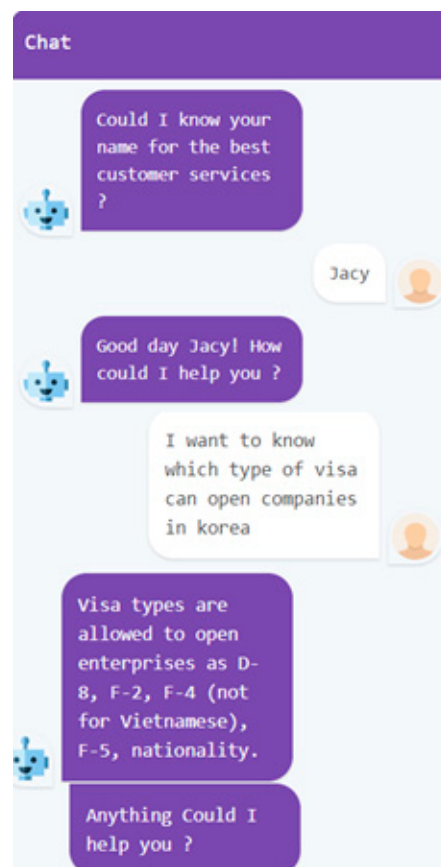 Chat
Could I know your
name for the best
customer services
?
Jacy
Good day Jacy! How
could I help you ?
I want to know
which type of visa
can open companies
in korea
Visa types are
allowed to open
enterprises as D-
8, F-2, F-4 (not
for Vietnamese),
F-5, nationality.
Anything Could I
help you ?